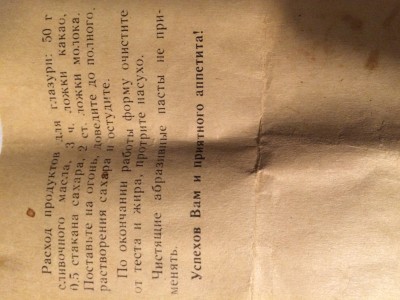 Расход продуктов для глазури: 50 г
сливочного масла, 3 ч. ложки какао,
0,5 стакана сахара, 2 ст. ложки молока.
Поставьте на огонь, доведите до полного
растворения сахара и остудите.
По окончании работы форму очистите
от теста и жира, протрите насухо.
Чистящие абразивные пасты не при-
менять.
Успехов Вам и приятного аппетита!